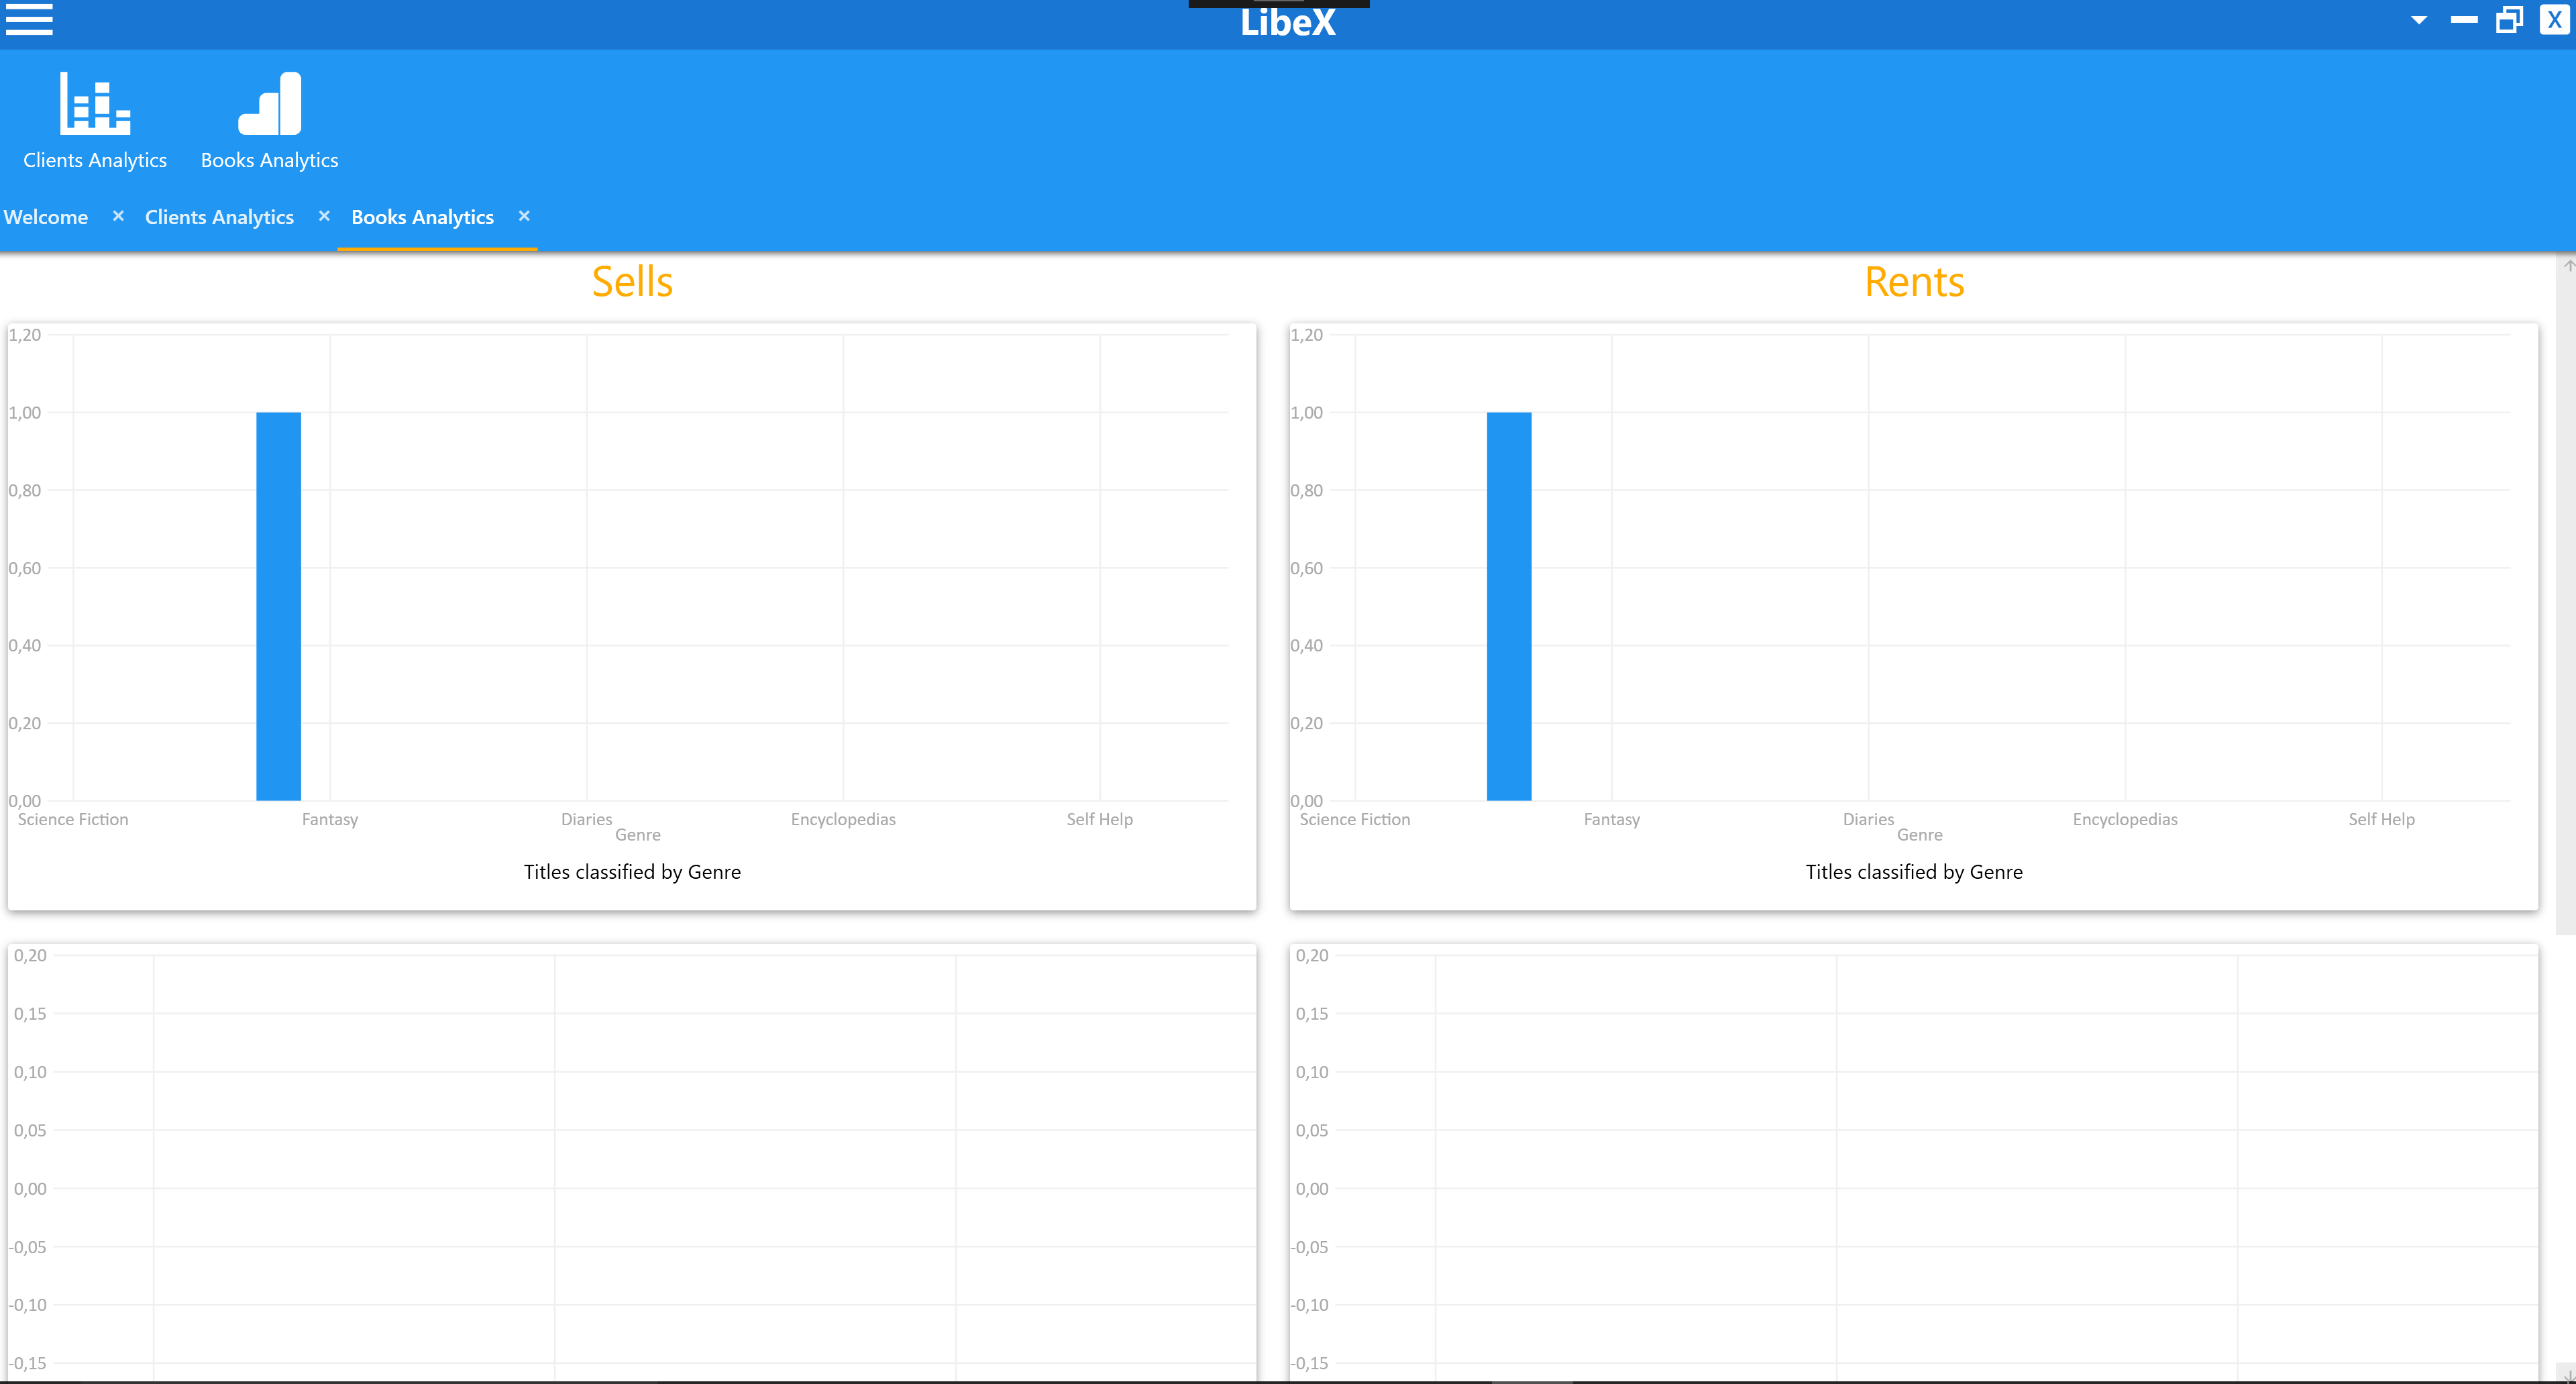 LibeX
X
Clients Analytics
Books Analytics
Welcome × Clients Analytics × Books Analytics ×
Sells
1,20
1,00
0,80
0,60
0,40
0,20
0,00
Science Fiction Fantasy Diaries Encyclopedias Self Help
Genre
Titles classified by Genre
Rents
1,20
1,00
0,80
0,60
0,40
0,20
0,00
Science Fiction Fantasy Diaries Encyclopedias Self Help
Genre
Titles classified by Genre
0,20
0,15
0,10
0,05
0,00
-0,05
-0,10
-0,15
0,20
0,15
0,10
0,05
0,00
-0,05
-0,10
-0,15